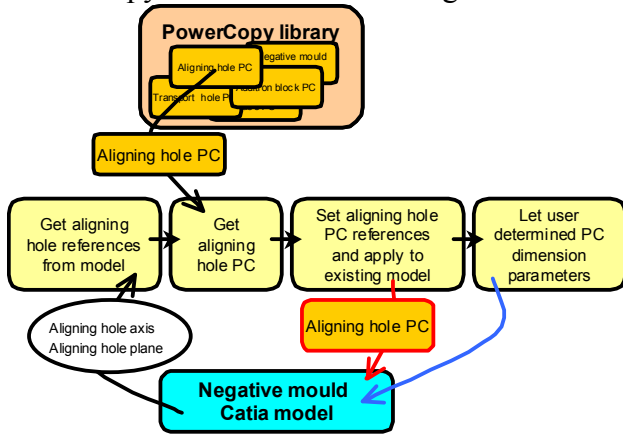 PowerCopy library
Aligning hole PC
egative mould
block PC
Transport hole P
Aligning hole PC
Get aligning
hole references
from model
Get
aligning
hole PC
Set aligning hole
PC references
and apply to
existing model
Let user
determined PC
dimension
parameters
Aligning hole axis
Aligning hole plane
Aligning hole PC
Negative mould
Catia model